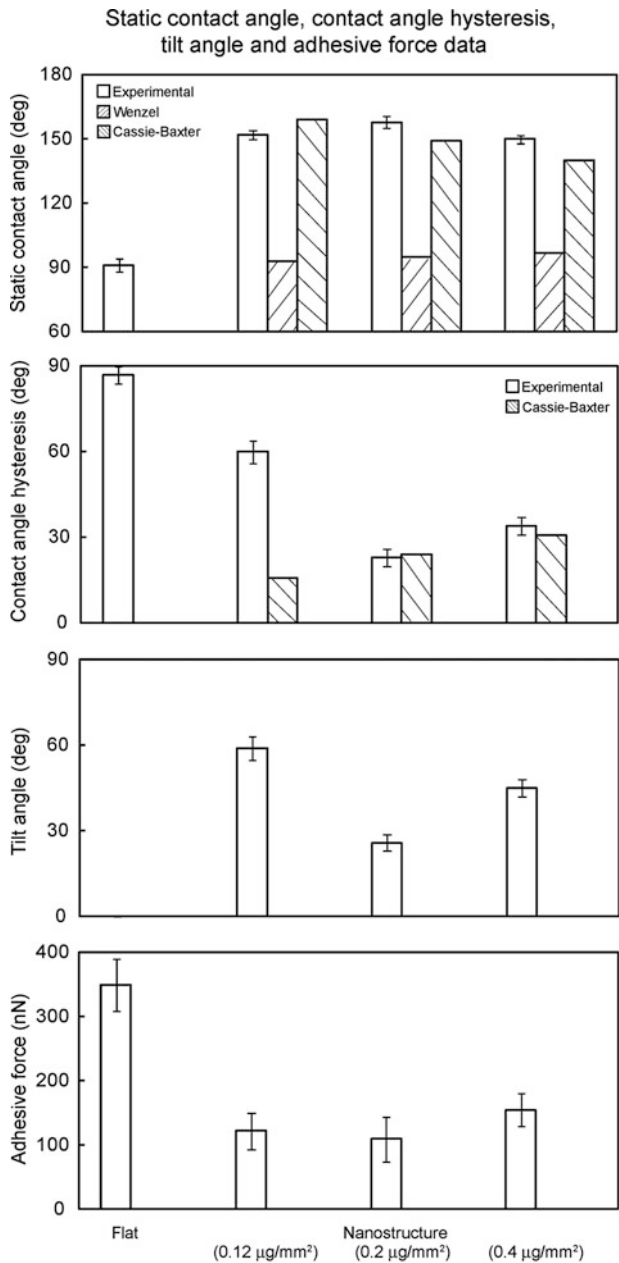 Static contact angle, contact angle hysteresis,
tilt angle and adhesive force data
Static contact angle (deg)
180
150
120
90
60
Experimental
Wenzel
Cassie-Baxter
Contact angle hysteresis (deg)
90
60
30
0
Experimental
Cassie-Baxter
Tilt angle (deg)
90
60
30
0
Adhesive force (nN)
400
300
200
100
0
Flat
Nanostructure
(0.12 μg/mm²)
(0.2 μg/mm²)
(0.4 μg/mm²)